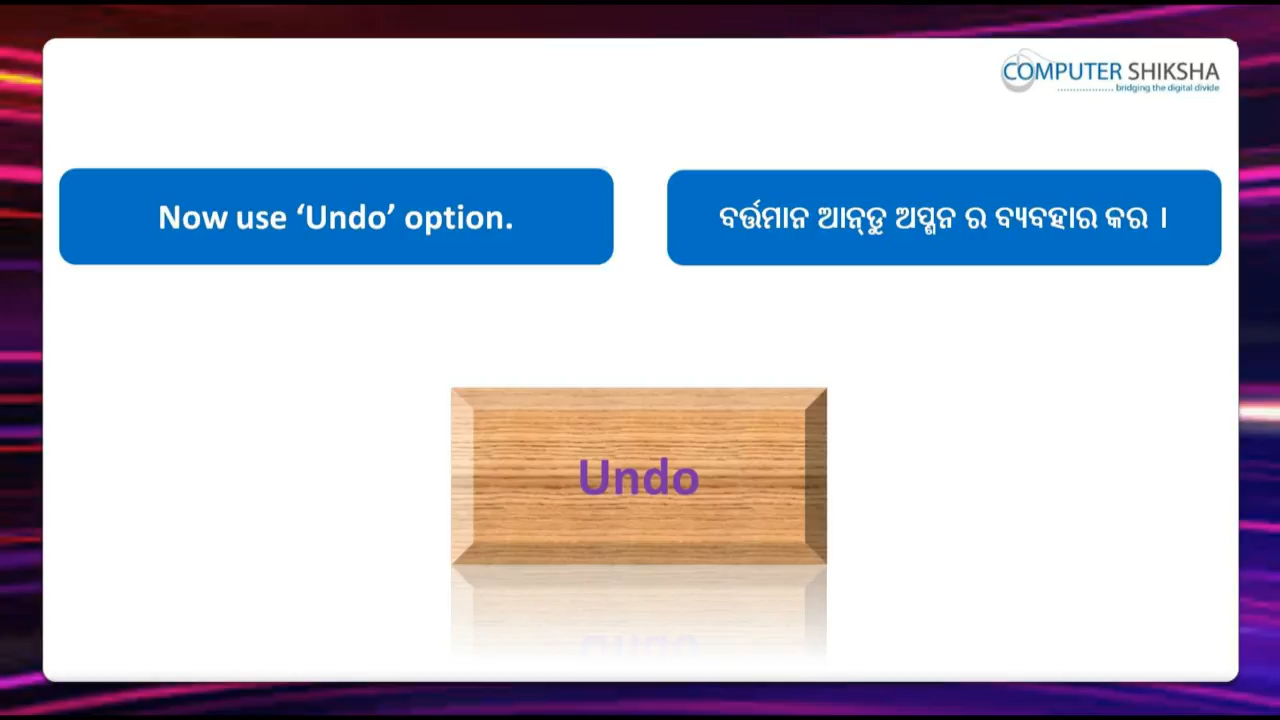 COMPUTER SHIKSHA
bridging the digital divide
Now use ‘Undo’ option.
ବର୍ତ୍ତମାନ ଆନ୍‌ଡୁ ଅପ୍ସନ ର ବ୍ୟବହାର କର ।
Undo